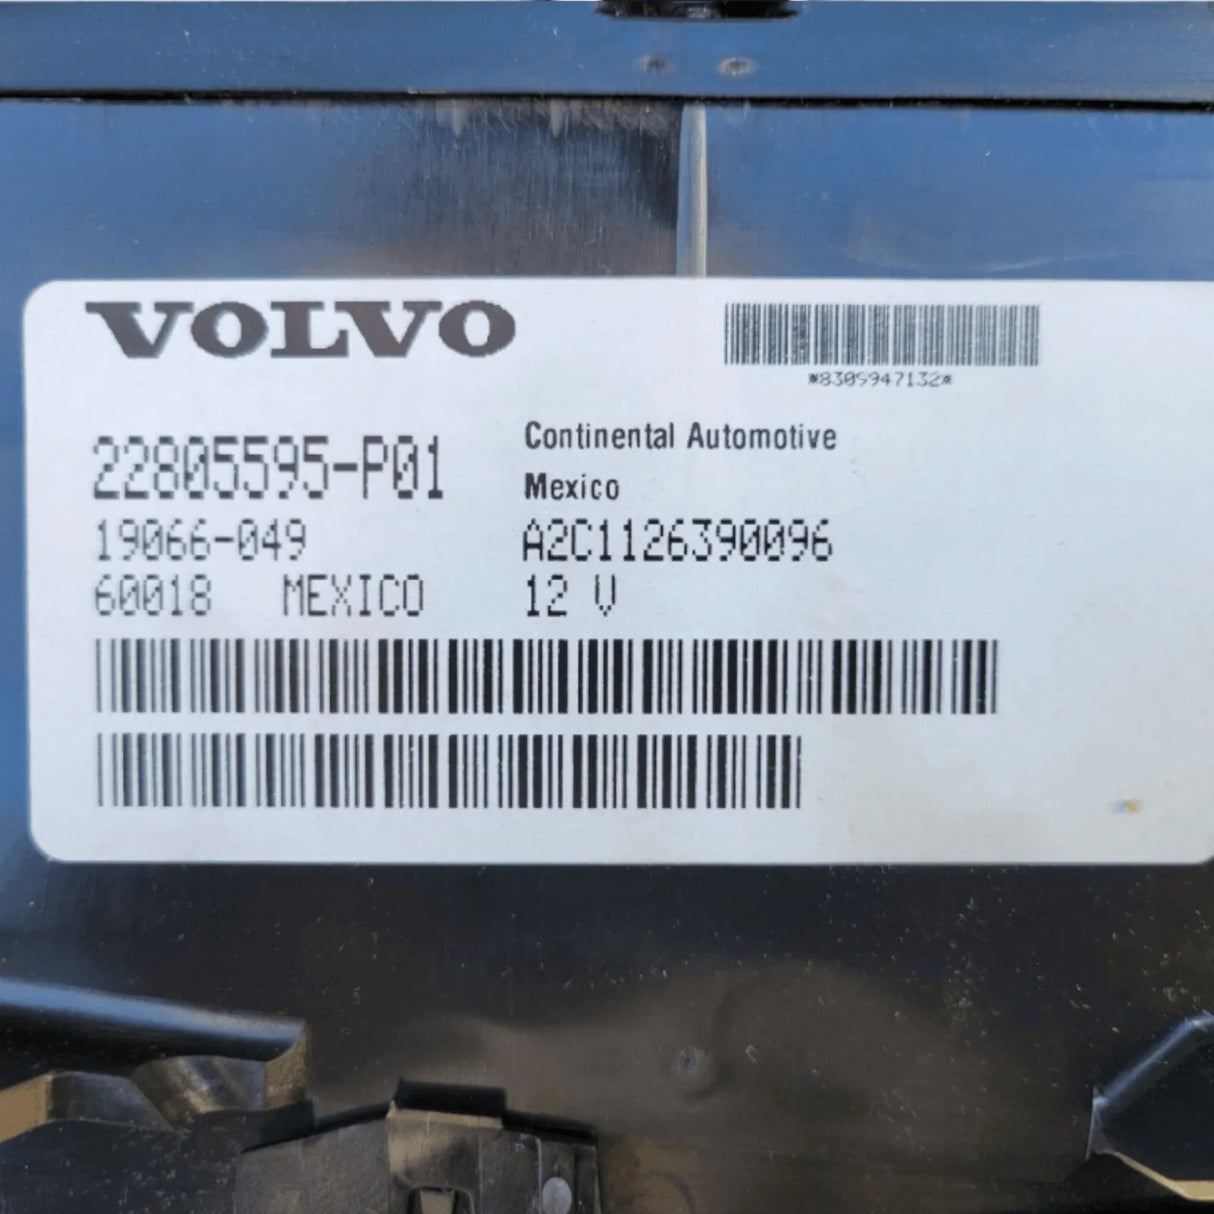 VOLVO
*8305947132*
22805595-P01
Continental Automotive
Mexico
19066-049
A2C1126390096
60018 MEXICO
12 V